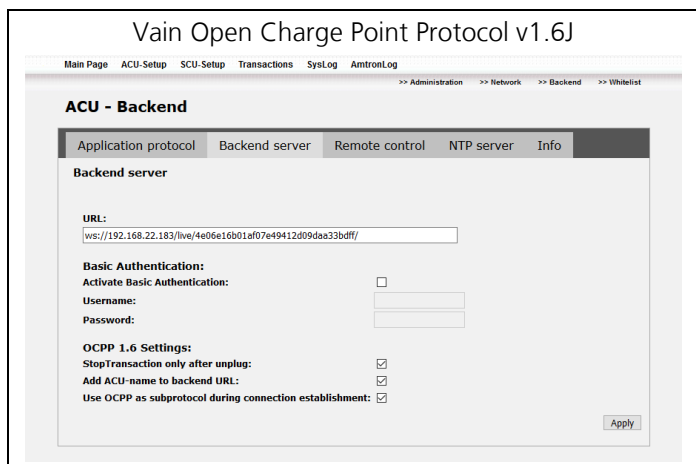 Vain Open Charge Point Protocol v1.6J
Main Page ACU-Setup SCU-Setup Transactions SysLog AmtronLog
>> Administration >> Network >> Backend >> Whitelist
ACU - Backend
Application protocol Backend server Remote control NTP server Info
Backend server
URL:
ws://192.168.22.183/live/4e06e16b01af07e49412d09daa33bdff/
Basic Authentication:
Activate Basic Authentication:
Username:
Password:
OCPP 1.6 Settings:
StopTransaction only after unplug:
Add ACU-name to backend URL:
Use OCPP as subprotocol during connection establishment:
Apply